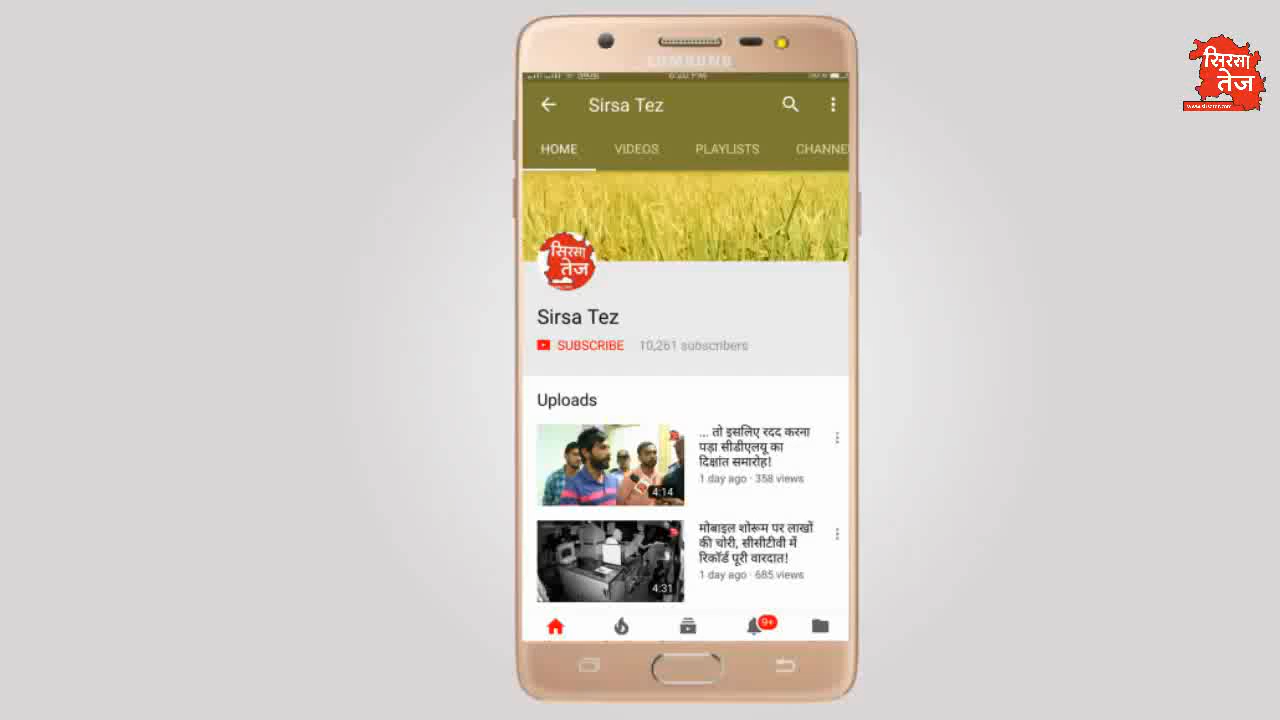 सिरसा
तेज
SAMSUNG
Sirsa Tez
HOME VIDEOS PLAYLISTS CHANNE
सिरसा
तेज
Sirsa Tez
SUBSCRIBE 10,261 subscribers
Uploads
... तो इसलिए रदद करना
पड़ा सीडीएलयू का
दिक्षांत समारोह!
1 day ago · 358 views
4:14
मोबाइल शोरूम पर लाखों
की चोरी, सीसीटीवी में
रिकॉर्ड पूरी वारदात!
1 day ago · 685 views
4:31
9+